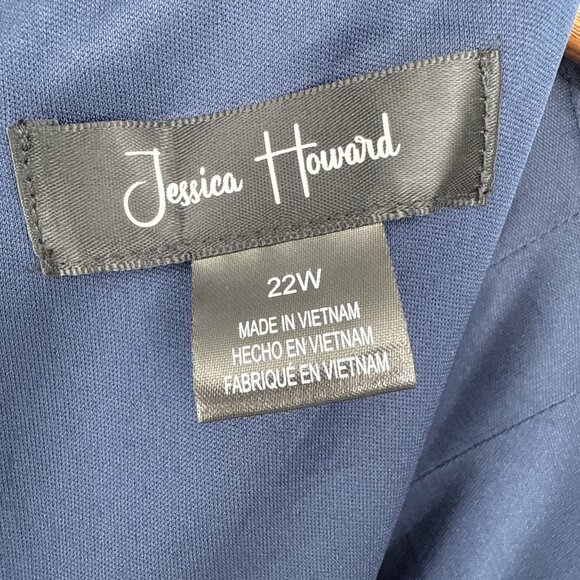 Jessica Howard
22W
MADE IN VIETNAM
HECHO EN VIETNAM
FABRIQUÉ EN VIETNAM